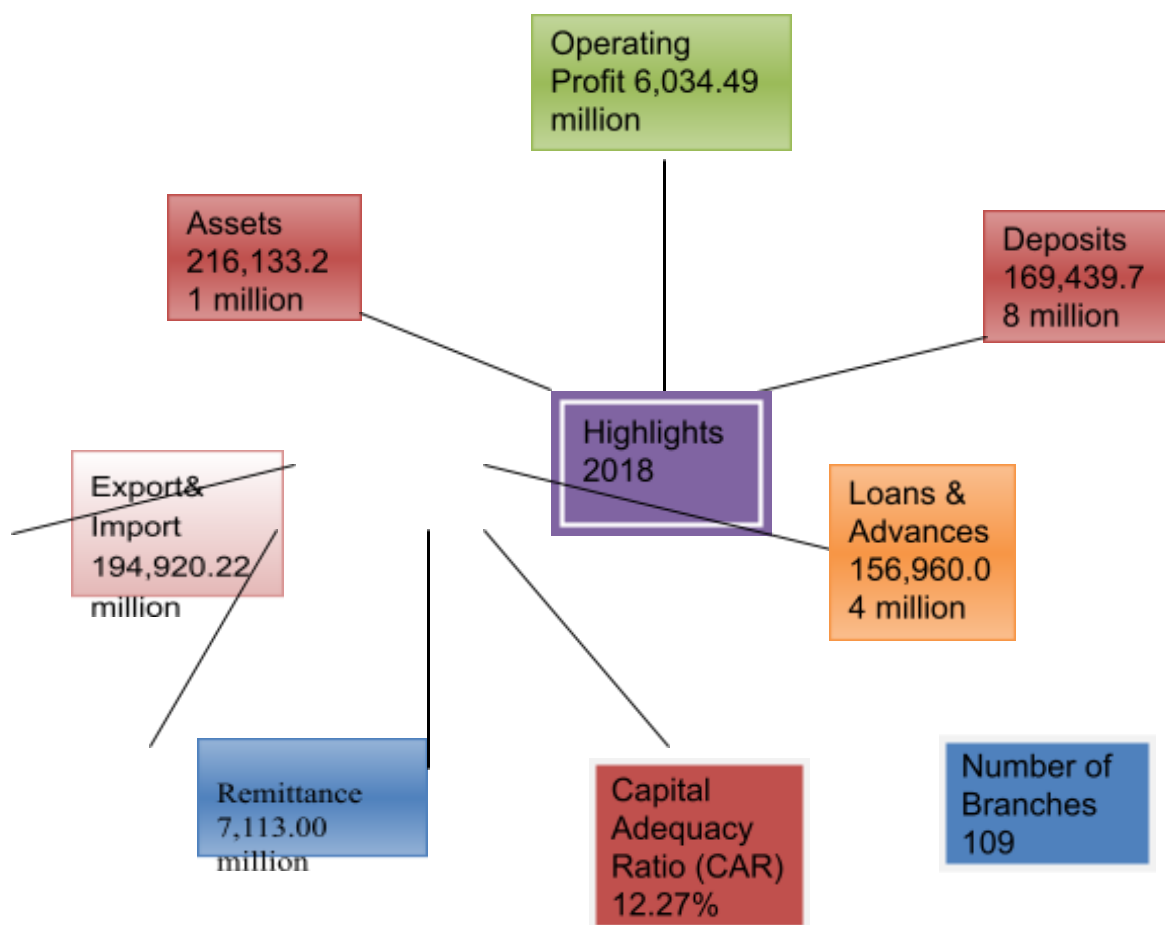 Operating
Profit 6,034.49
million
Assets
216,133.2
1 million
Deposits
169,439.7
8 million
Highlights
2018
Export&
Import
194,920.22
million
Loans &
Advances
156,960.0
4 million
Remittance
7,113.00
million
Capital
Adequacy
Ratio (CAR)
12.27%
Number of
Branches
109